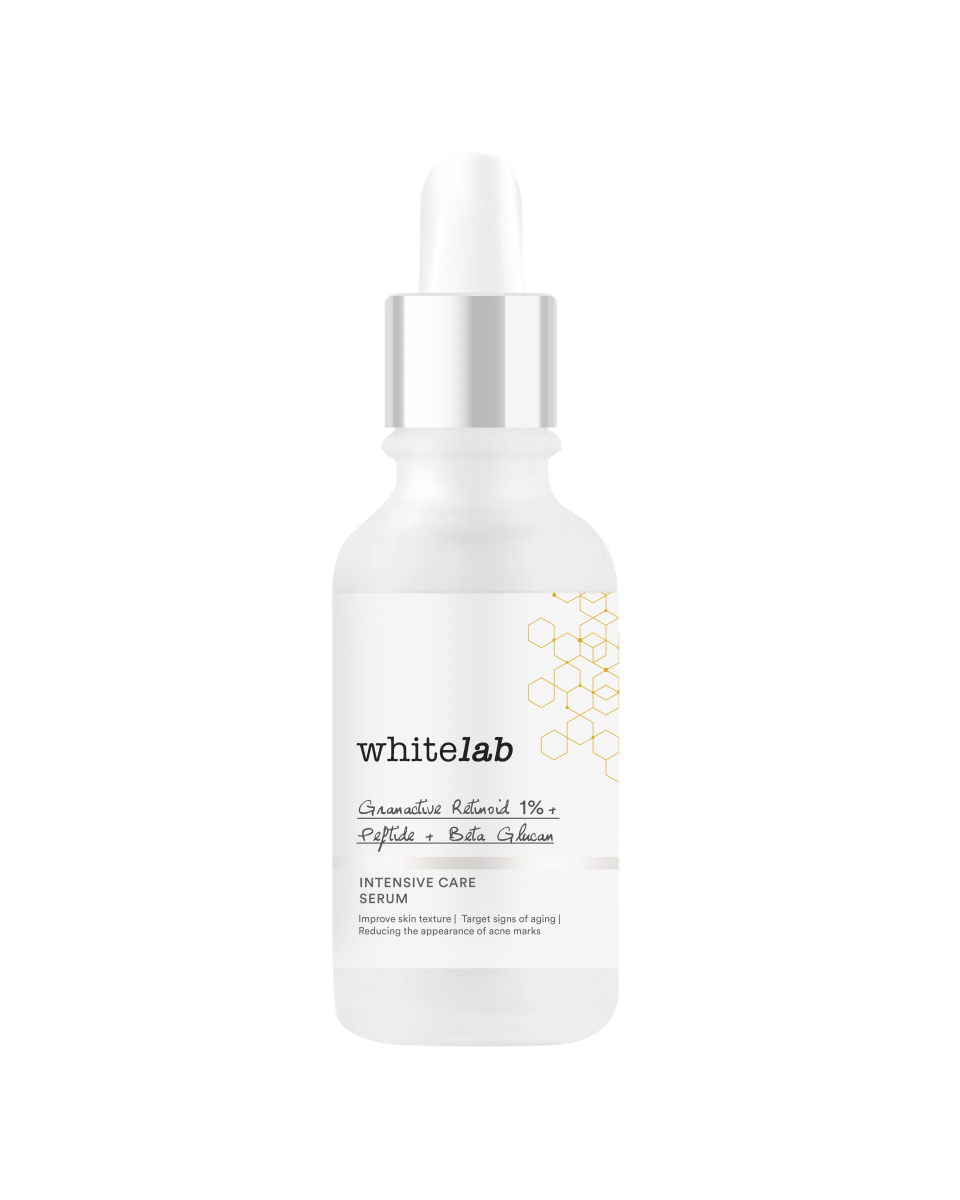 whitelab
Granactive Retinoid 1% +
Peptide + Beta Glucan
INTENSIVE CARE
SERUM
Improve skin texture | Target signs of aging |
Reducing the appearance of acne marks